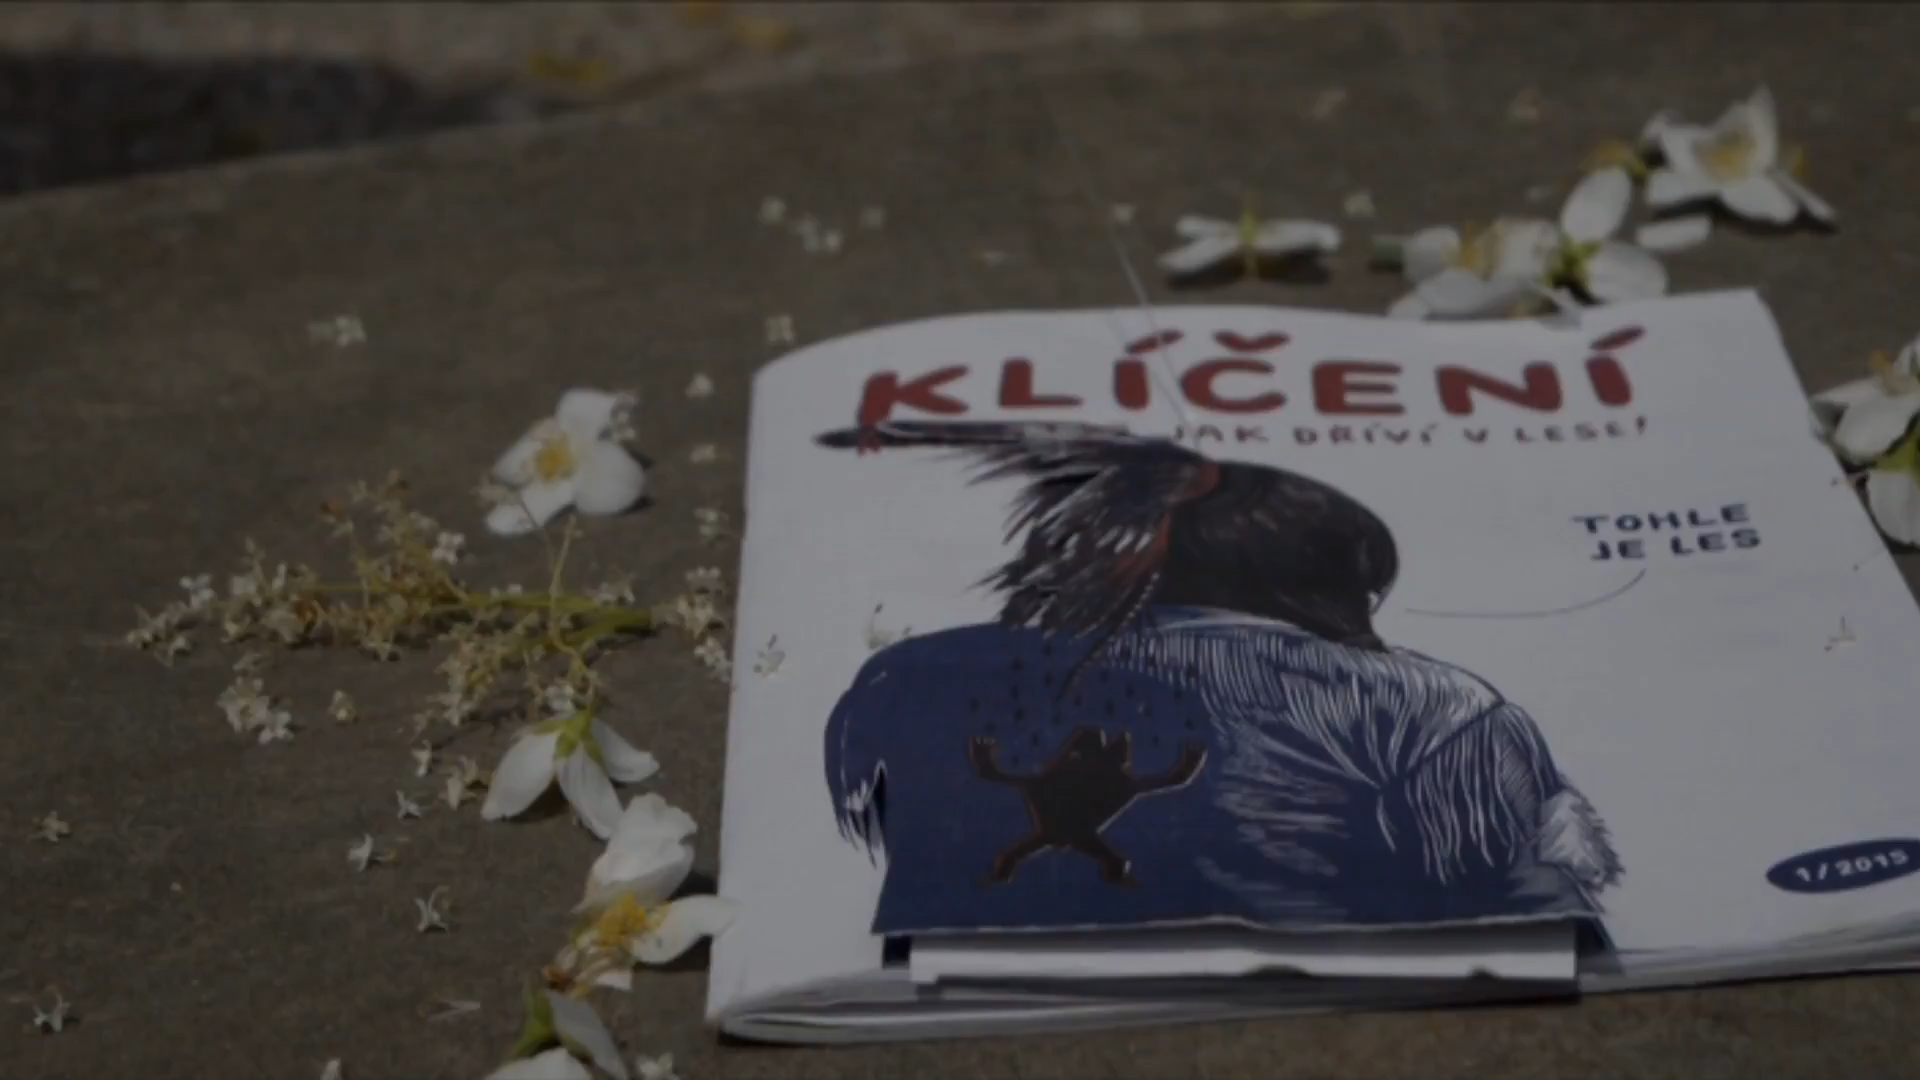 KLÍČENÍ
JAK DŘÍVÍ V LESE!
TOHLE
JE LES
1/2015